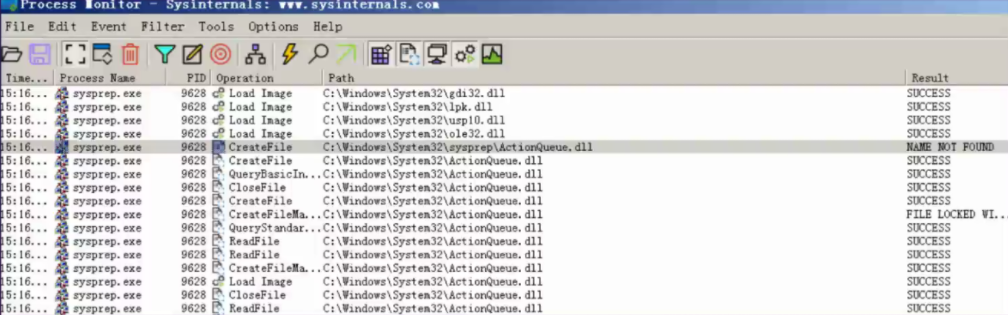 Process Monitor - Sysinternals: www.sysinternals.com
File Edit Event Filter Tools Options Help
Time... Process Name PID Operation Path Result
15:16... sysprep.exe 9628 Load Image C:\Windows\System32\gdi32.dll SUCCESS
15:16... sysprep.exe 9628 Load Image C:\Windows\System32\lpk.dll SUCCESS
15:16... sysprep.exe 9628 Load Image C:\Windows\System32\usp10.dll SUCCESS
15:16... sysprep.exe 9628 Load Image C:\Windows\System32\ole32.dll SUCCESS
15:16... sysprep.exe 9628 CreateFile C:\Windows\System32\sysprep\ActionQueue.dll NAME NOT FOUND
15:16... sysprep.exe 9628 CreateFile C:\Windows\System32\ActionQueue.dll SUCCESS
15:16... sysprep.exe 9628 QueryBasicIn... C:\Windows\System32\ActionQueue.dll SUCCESS
15:16... sysprep.exe 9628 CloseFile C:\Windows\System32\ActionQueue.dll SUCCESS
15:16... sysprep.exe 9628 CreateFile C:\Windows\System32\ActionQueue.dll SUCCESS
15:16... sysprep.exe 9628 CreateFileMa... C:\Windows\System32\ActionQueue.dll FILE LOCKED WI...
15:16... sysprep.exe 9628 QueryStandar... C:\Windows\System32\ActionQueue.dll SUCCESS
15:16... sysprep.exe 9628 ReadFile C:\Windows\System32\ActionQueue.dll SUCCESS
15:16... sysprep.exe 9628 ReadFile C:\Windows\System32\ActionQueue.dll SUCCESS
15:16... sysprep.exe 9628 CreateFileMa... C:\Windows\System32\ActionQueue.dll SUCCESS
15:16... sysprep.exe 9628 Load Image C:\Windows\System32\ActionQueue.dll SUCCESS
15:16... sysprep.exe 9628 CloseFile C:\Windows\System32\ActionQueue.dll SUCCESS
15:16... sysprep.exe 9628 ReadFile C:\Windows\System32\ActionQueue.dll SUCCESS